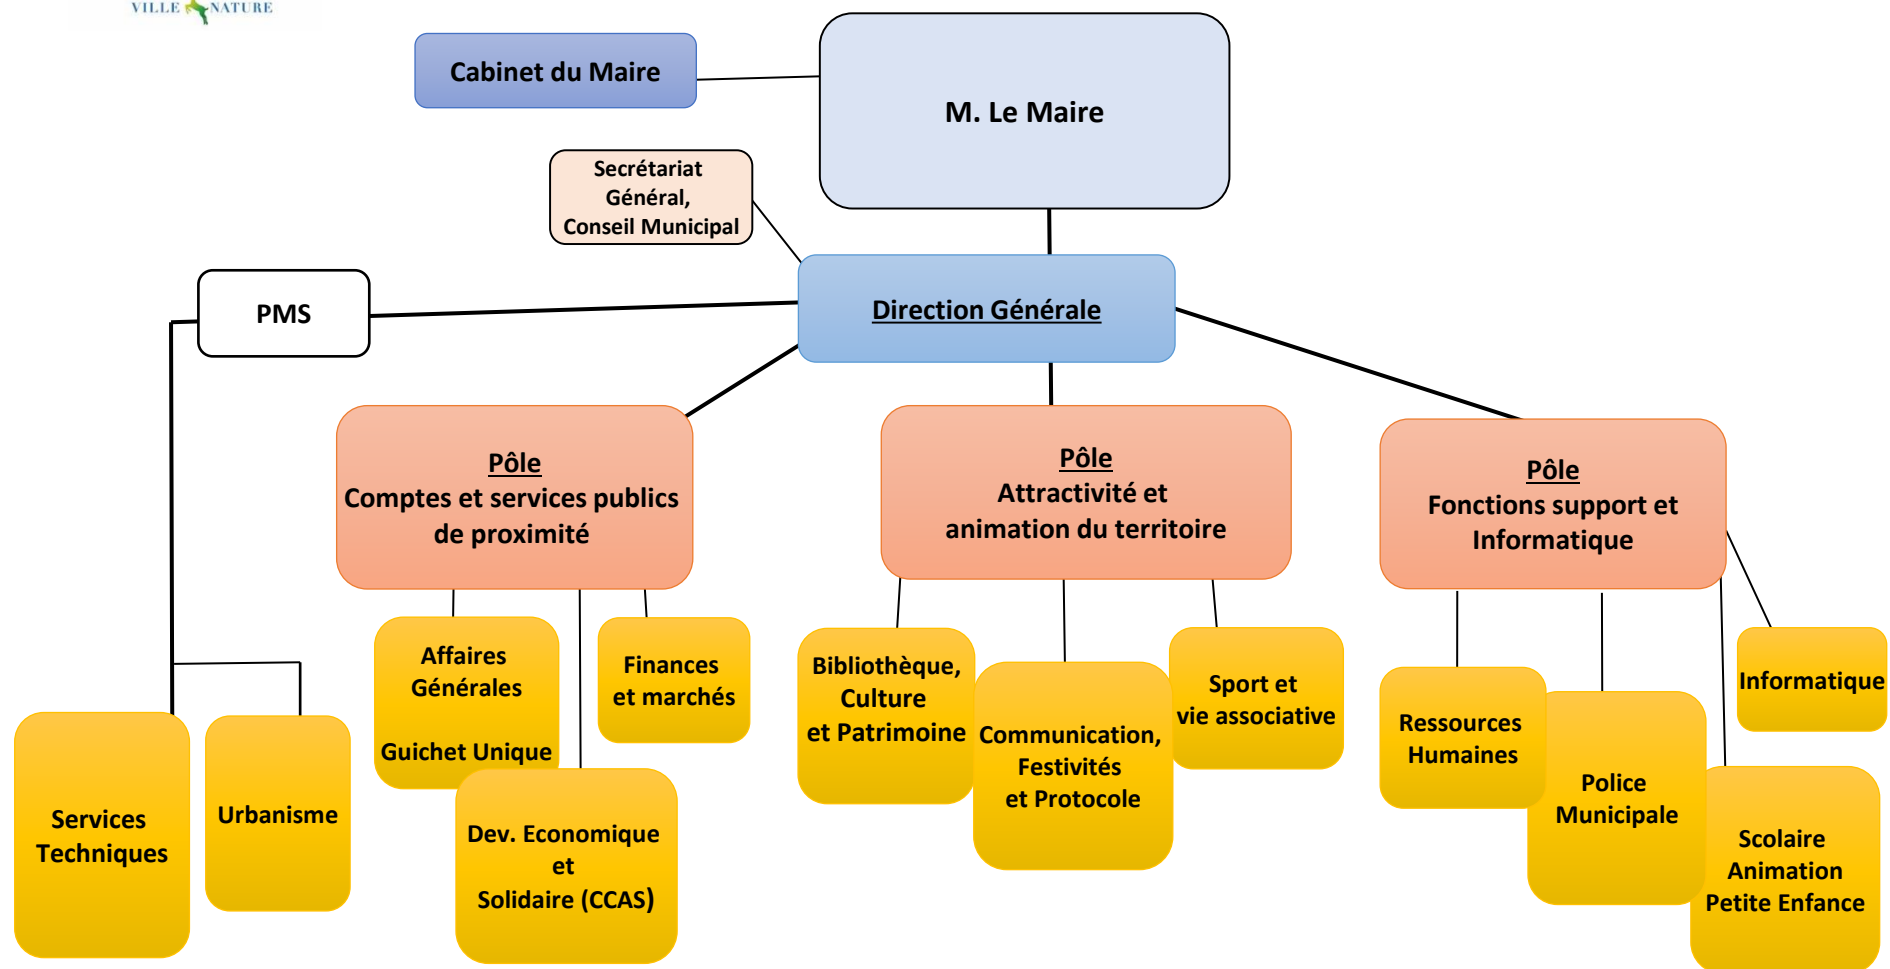 VILLE NATURE
Cabinet du Maire
M. Le Maire
Secrétariat
Général,
Conseil Municipal
PMS
Direction Générale
Pôle
Comptes et services publics
de proximité
Pôle
Attractivité et
animation du territoire
Pôle
Fonctions support et
Informatique
Affaires
Générales
Guichet Unique
Finances
et marchés
Bibliothèque,
Culture
et Patrimoine
Communication,
Festivités
et Protocole
Sport et
vie associative
Ressources
Humaines
Police
Municipale
Informatique
Scolaire
Animation
Petite Enfance
Services
Techniques
Urbanisme
Dev. Economique
et
Solidaire (CCAS)